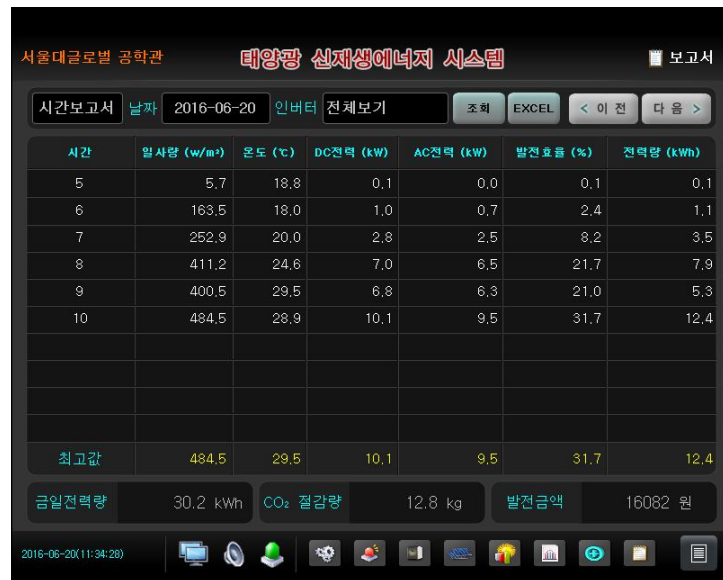 서울대글로벌 공학관 태양광 신재생에너지 시스템 보고서
시간보고서 날짜 2016-06-20 인버터 전체보기 조회 EXCEL < 이 전 다 음 >
시간 일사량 (w/m²) 온도 (℃) DC전력 (kW) AC전력 (kW) 발전효율 (%) 전력량 (kWh)
5 5.7 18.8 0.1 0.0 0.1 0.1
6 163.5 18.0 1.0 0.7 2.4 1.1
7 252.9 20.0 2.8 2.5 8.2 3.5
8 411.2 24.6 7.0 6.5 21.7 7.9
9 400.5 29.5 6.8 6.3 21.0 5.3
10 484.5 28.9 10.1 9.5 31.7 12.4
최고값 484.5 29.5 10.1 9.5 31.7 12.4
금일전력량 30.2 kWh CO₂ 절감량 12.8 kg 발전금액 16082 원
2016-06-20(11:34:28)